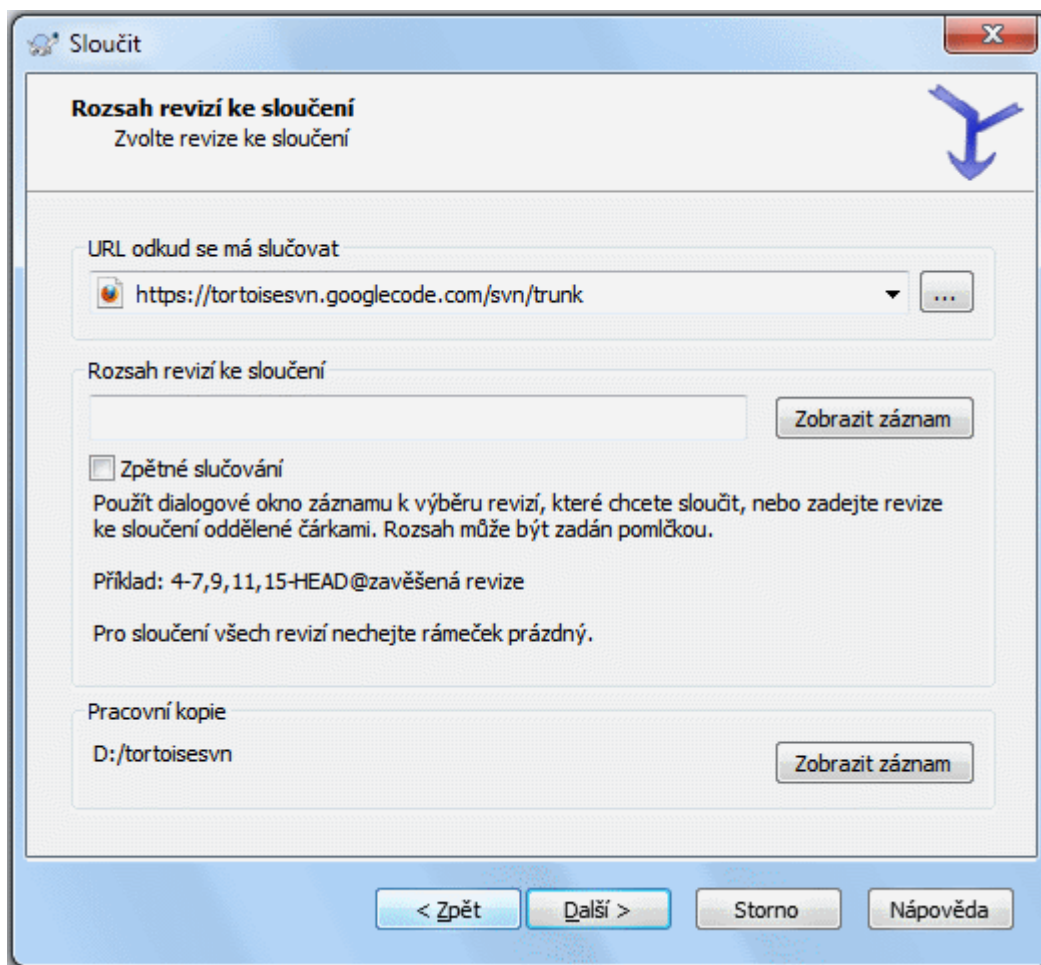 Sloučit
Rozsah revizí ke sloučení
Zvolte revize ke sloučení
URL odkud se má slučovat
https://tortoisesvn.googlecode.com/svn/trunk
...
Rozsah revizí ke sloučení
Zobrazit záznam
Zpětné slučování
Použít dialogové okno záznamu k výběru revizí, které chcete sloučit, nebo zadejte revize
ke sloučení oddělené čárkami. Rozsah může být zadán pomlčkou.
Příklad: 4-7,9,11,15-HEAD@zavěšená revize
Pro sloučení všech revizí nechejte rámeček prázdný.
Pracovní kopie
D:/tortoisesvn
Zobrazit záznam
< Zpět
Další >
Storno
Nápověda